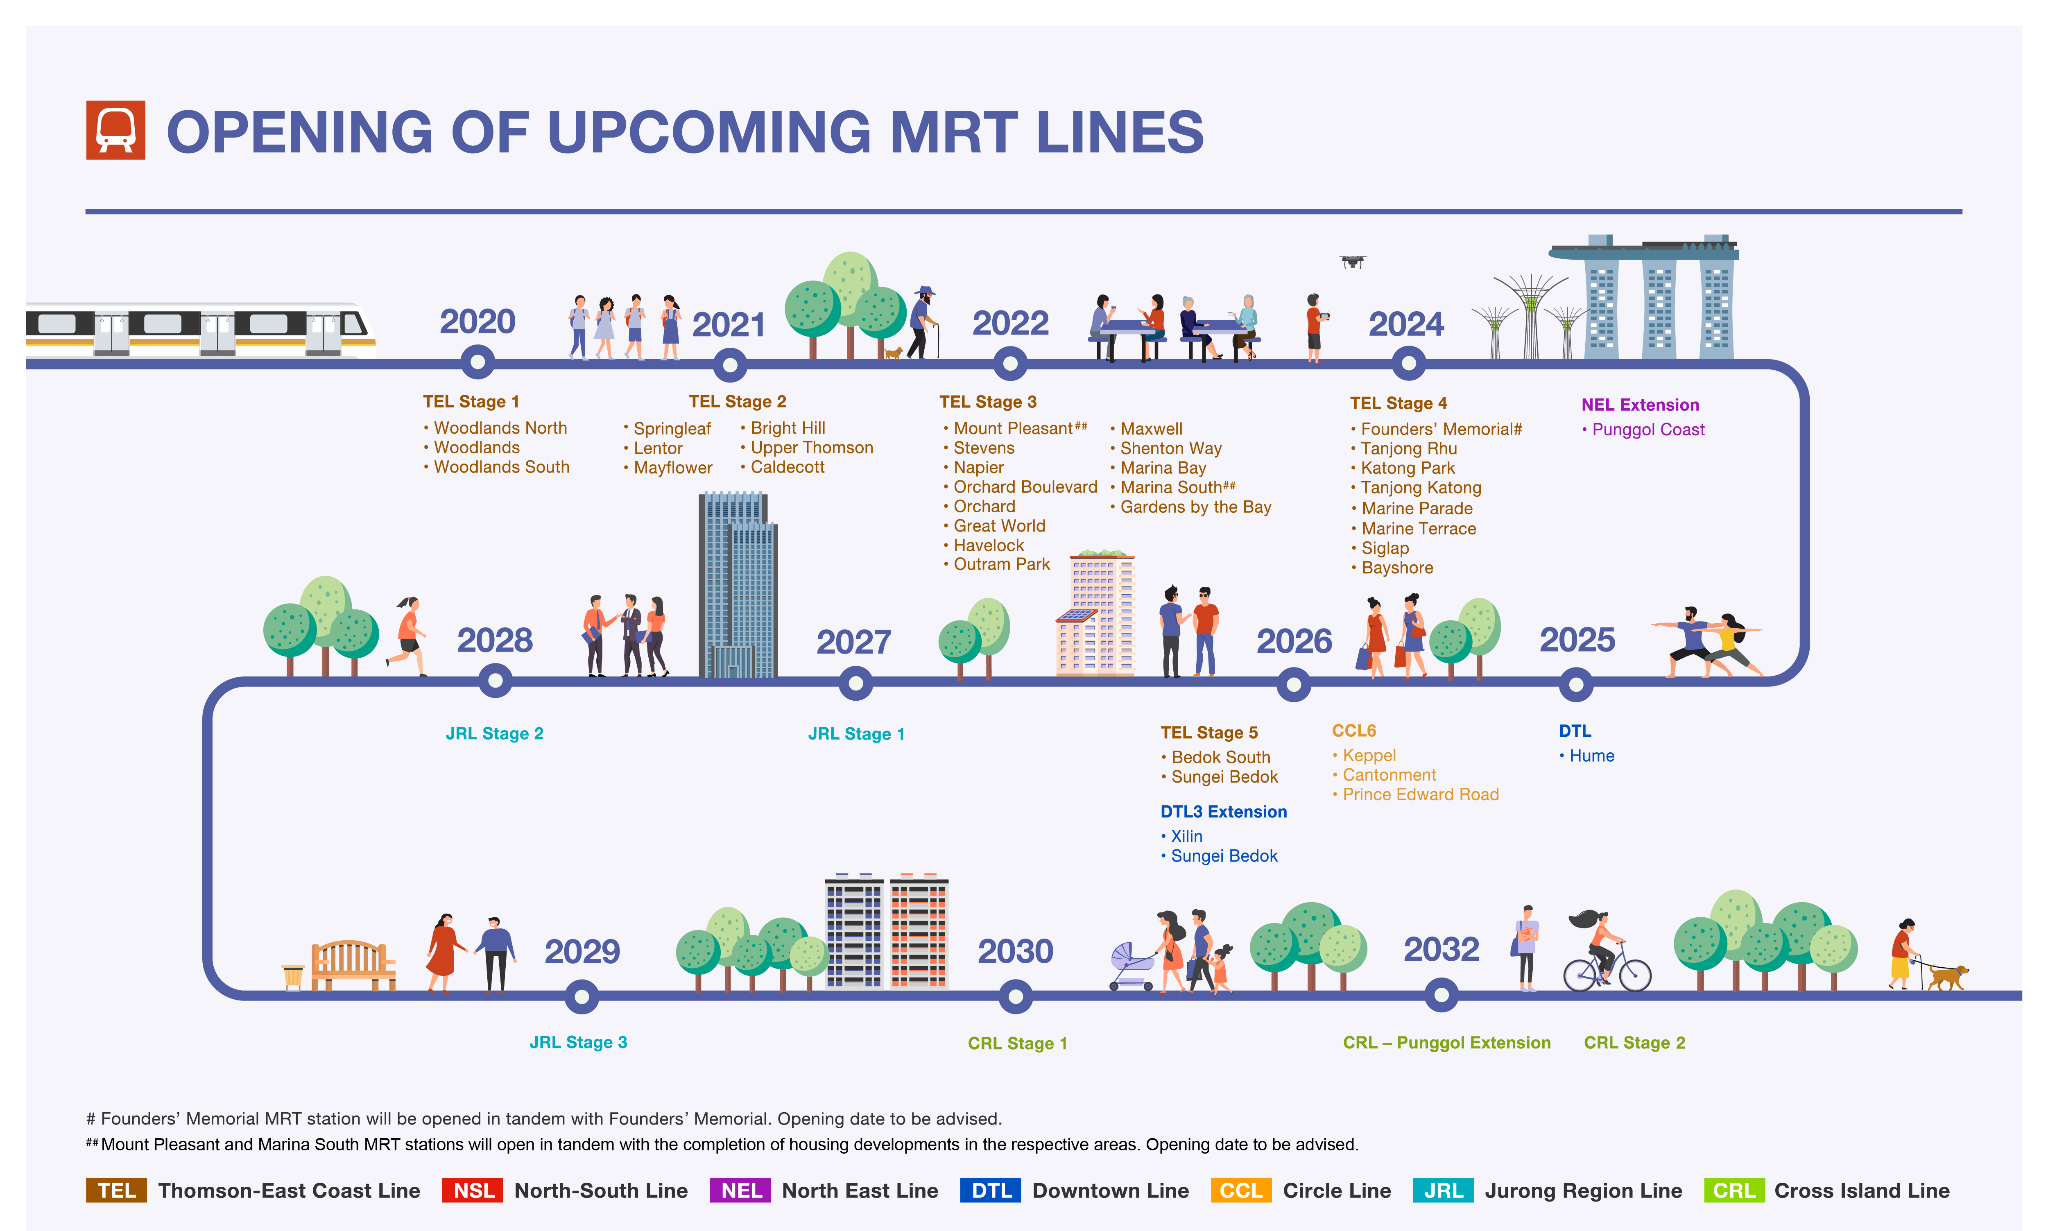 OPENING OF UPCOMING MRT LINES
2020
TEL Stage 1
• Woodlands North
• Woodlands
• Woodlands South
2021
TEL Stage 2
• Springleaf
• Lentor
• Mayflower
• Bright Hill
• Upper Thomson
• Caldecott
2022
TEL Stage 3
• Mount Pleasant##
• Stevens
• Napier
• Orchard Boulevard
• Orchard
• Great World
• Havelock
• Outram Park
• Maxwell
• Shenton Way
• Marina Bay
• Marina South##
• Gardens by the Bay
2024
TEL Stage 4
• Founders’ Memorial#
• Tanjong Rhu
• Katong Park
• Tanjong Katong
• Marine Parade
• Marine Terrace
• Siglap
• Bayshore
NEL Extension
• Punggol Coast
2025
DTL
• Hume
2026
TEL Stage 5
• Bedok South
• Sungei Bedok
DTL3 Extension
• Xilin
• Sungei Bedok
CCL6
• Keppel
• Cantonment
• Prince Edward Road
2027
JRL Stage 1
2028
JRL Stage 2
2029
JRL Stage 3
2030
CRL Stage 1
2032
CRL – Punggol Extension
CRL Stage 2
# Founders’ Memorial MRT station will be opened in tandem with Founders’ Memorial. Opening date to be advised.
## Mount Pleasant and Marina South MRT stations will open in tandem with the completion of housing developments in the respective areas. Opening date to be advised.
TEL Thomson-East Coast Line NSL North-South Line NEL North East Line DTL Downtown Line CCL Circle Line JRL Jurong Region Line CRL Cross Island Line